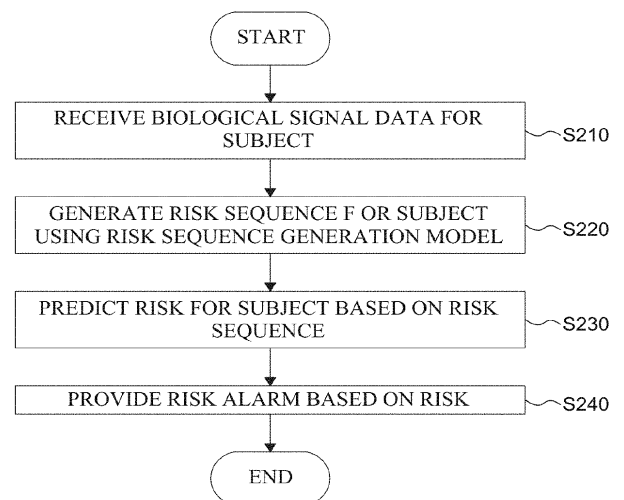 START
RECEIVE BIOLOGICAL SIGNAL DATA FOR
SUBJECT
S210
GENERATE RISK SEQUENCE F OR SUBJECT
USING RISK SEQUENCE GENERATION MODEL
S220
PREDICT RISK FOR SUBJECT BASED ON RISK
SEQUENCE
S230
PROVIDE RISK ALARM BASED ON RISK
S240
END